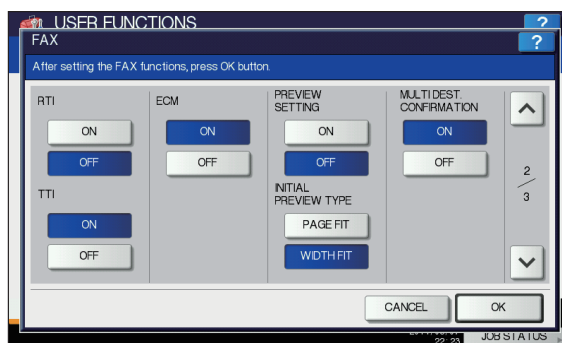 USER FUNCTIONS
?
FAX
?
After setting the FAX functions, press OK button.
RTI
ON
OFF
TTI
ON
OFF
ECM
ON
OFF
PREVIEW
SETTING
ON
OFF
INITIAL
PREVIEW TYPE
PAGE FIT
WIDTH FIT
MULTI DEST.
CONFIRMATION
ON
OFF
2
3
CANCEL
OK
22:23
JOB STATUS